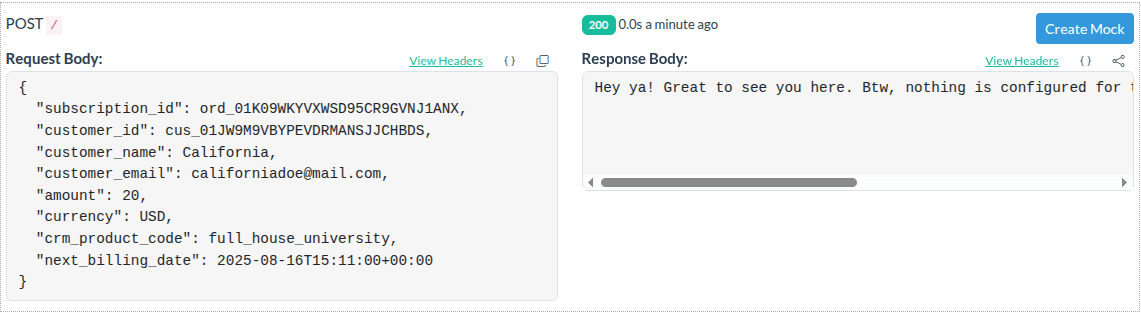 POST /
200 0.0s a minute ago
Create Mock
Request Body:
View Headers
{ }
Response Body:
View Headers
{ }
{
"subscription_id": ord_01K09WKYVXWSD95CR9GVNJ1ANX,
"customer_id": cus_01JW9M9VBYPEVDRMANSJJCHBDS,
"customer_name": California,
"customer_email": californiadoe@mail.com,
"amount": 20,
"currency": USD,
"crm_product_code": full_house_university,
"next_billing_date": 2025-08-16T15:11:00+00:00
}
Hey ya! Great to see you here. Btw, nothing is configured for